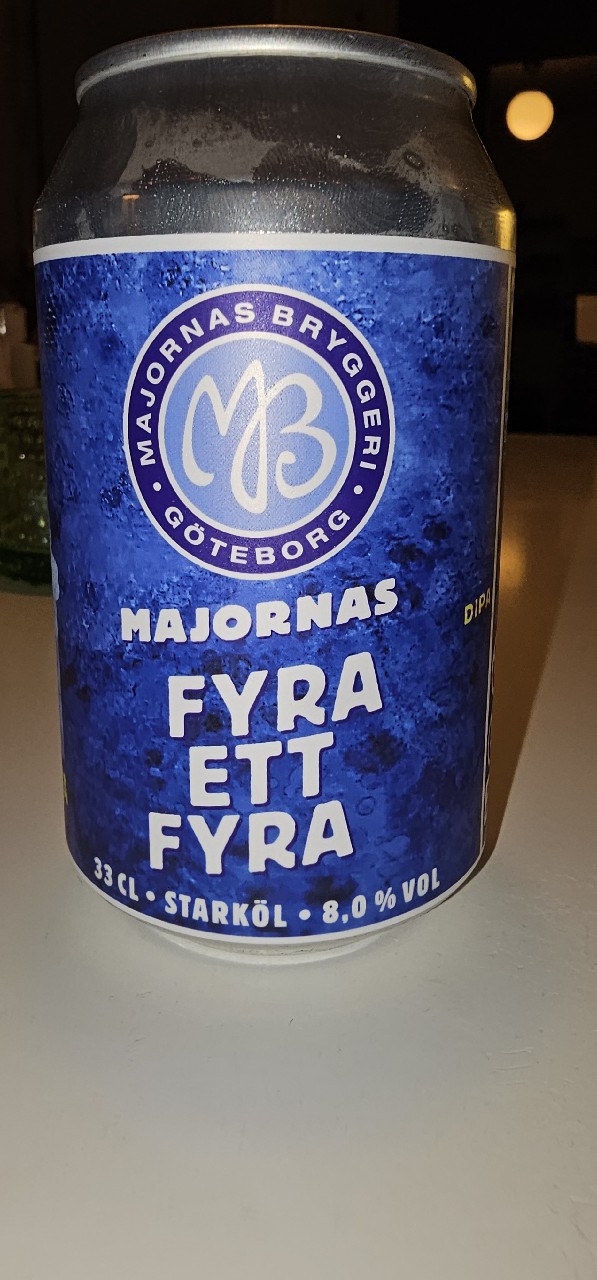 MAJORNAS BRYGGERI
• GÖTEBORG •
MB
MAJORNAS
DIPA
FYRA
ETT
FYRA
33 CL • STARKÖL • 8,0 % VOL